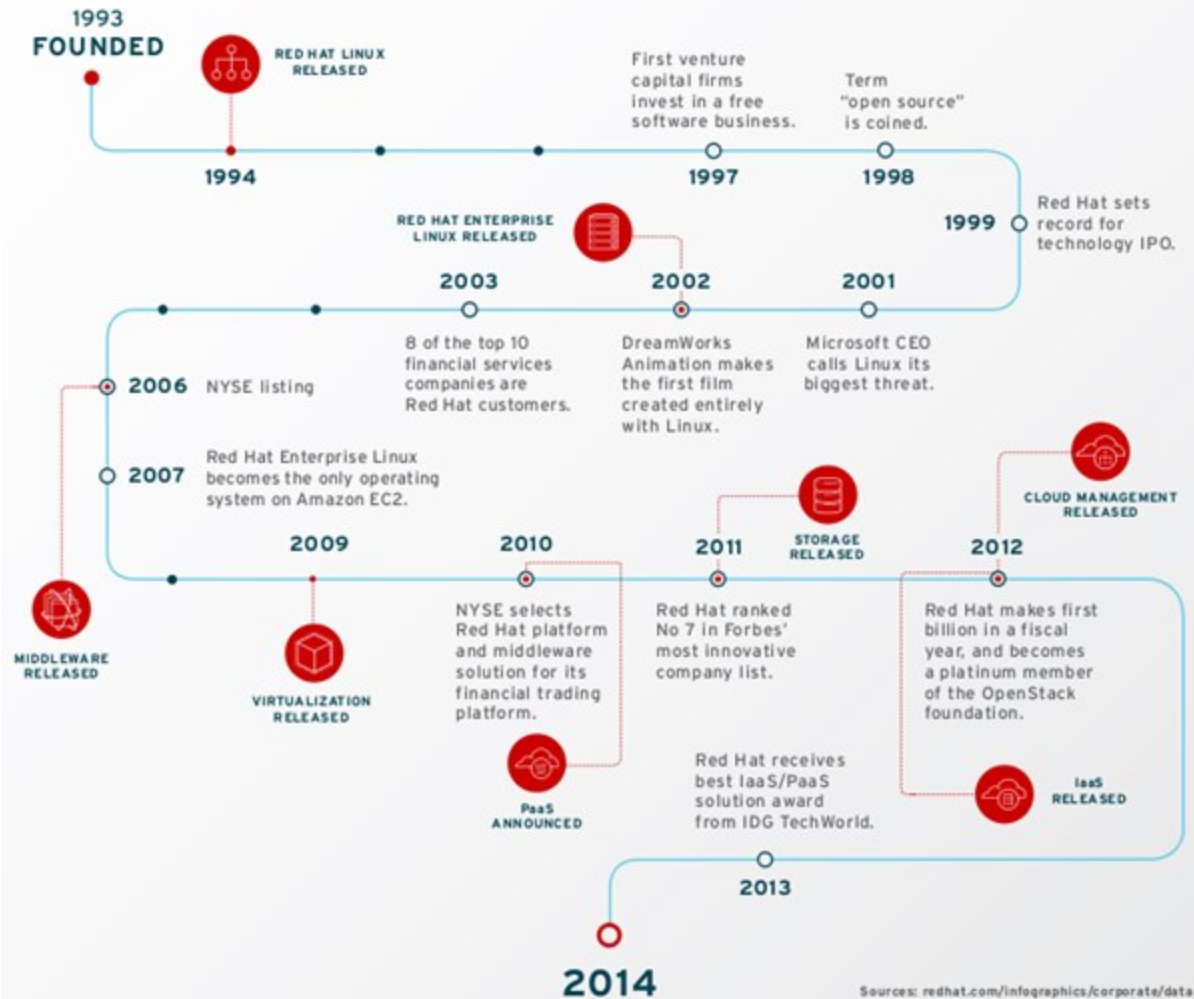 1993
FOUNDED
RED HAT LINUX
RELEASED
1994
First venture
capital firms
invest in a free
software business.
1997
Term
“open source”
is coined.
1998
1999
Red Hat sets
record for
technology IPO.
RED HAT ENTERPRISE
LINUX RELEASED
2001
Microsoft CEO
calls Linux its
biggest threat.
2002
DreamWorks
Animation makes
the first film
created entirely
with Linux.
2003
8 of the top 10
financial services
companies are
Red Hat customers.
2006 NYSE listing
MIDDLEWARE
RELEASED
2007
Red Hat Enterprise Linux
becomes the only operating
system on Amazon EC2.
2009
VIRTUALIZATION
RELEASED
2010
NYSE selects
Red Hat platform
and middleware
solution for its
financial trading
platform.
PaaS
ANNOUNCED
2011
STORAGE
RELEASED
Red Hat ranked
No 7 in Forbes’
most innovative
company list.
2012
CLOUD MANAGEMENT
RELEASED
Red Hat makes first
billion in a fiscal
year, and becomes
a platinum member
of the OpenStack
foundation.
IaaS
RELEASED
Red Hat receives
best IaaS/PaaS
solution award
from IDG TechWorld.
2013
2014
Sources: redhat.com/infographics/corporate/data